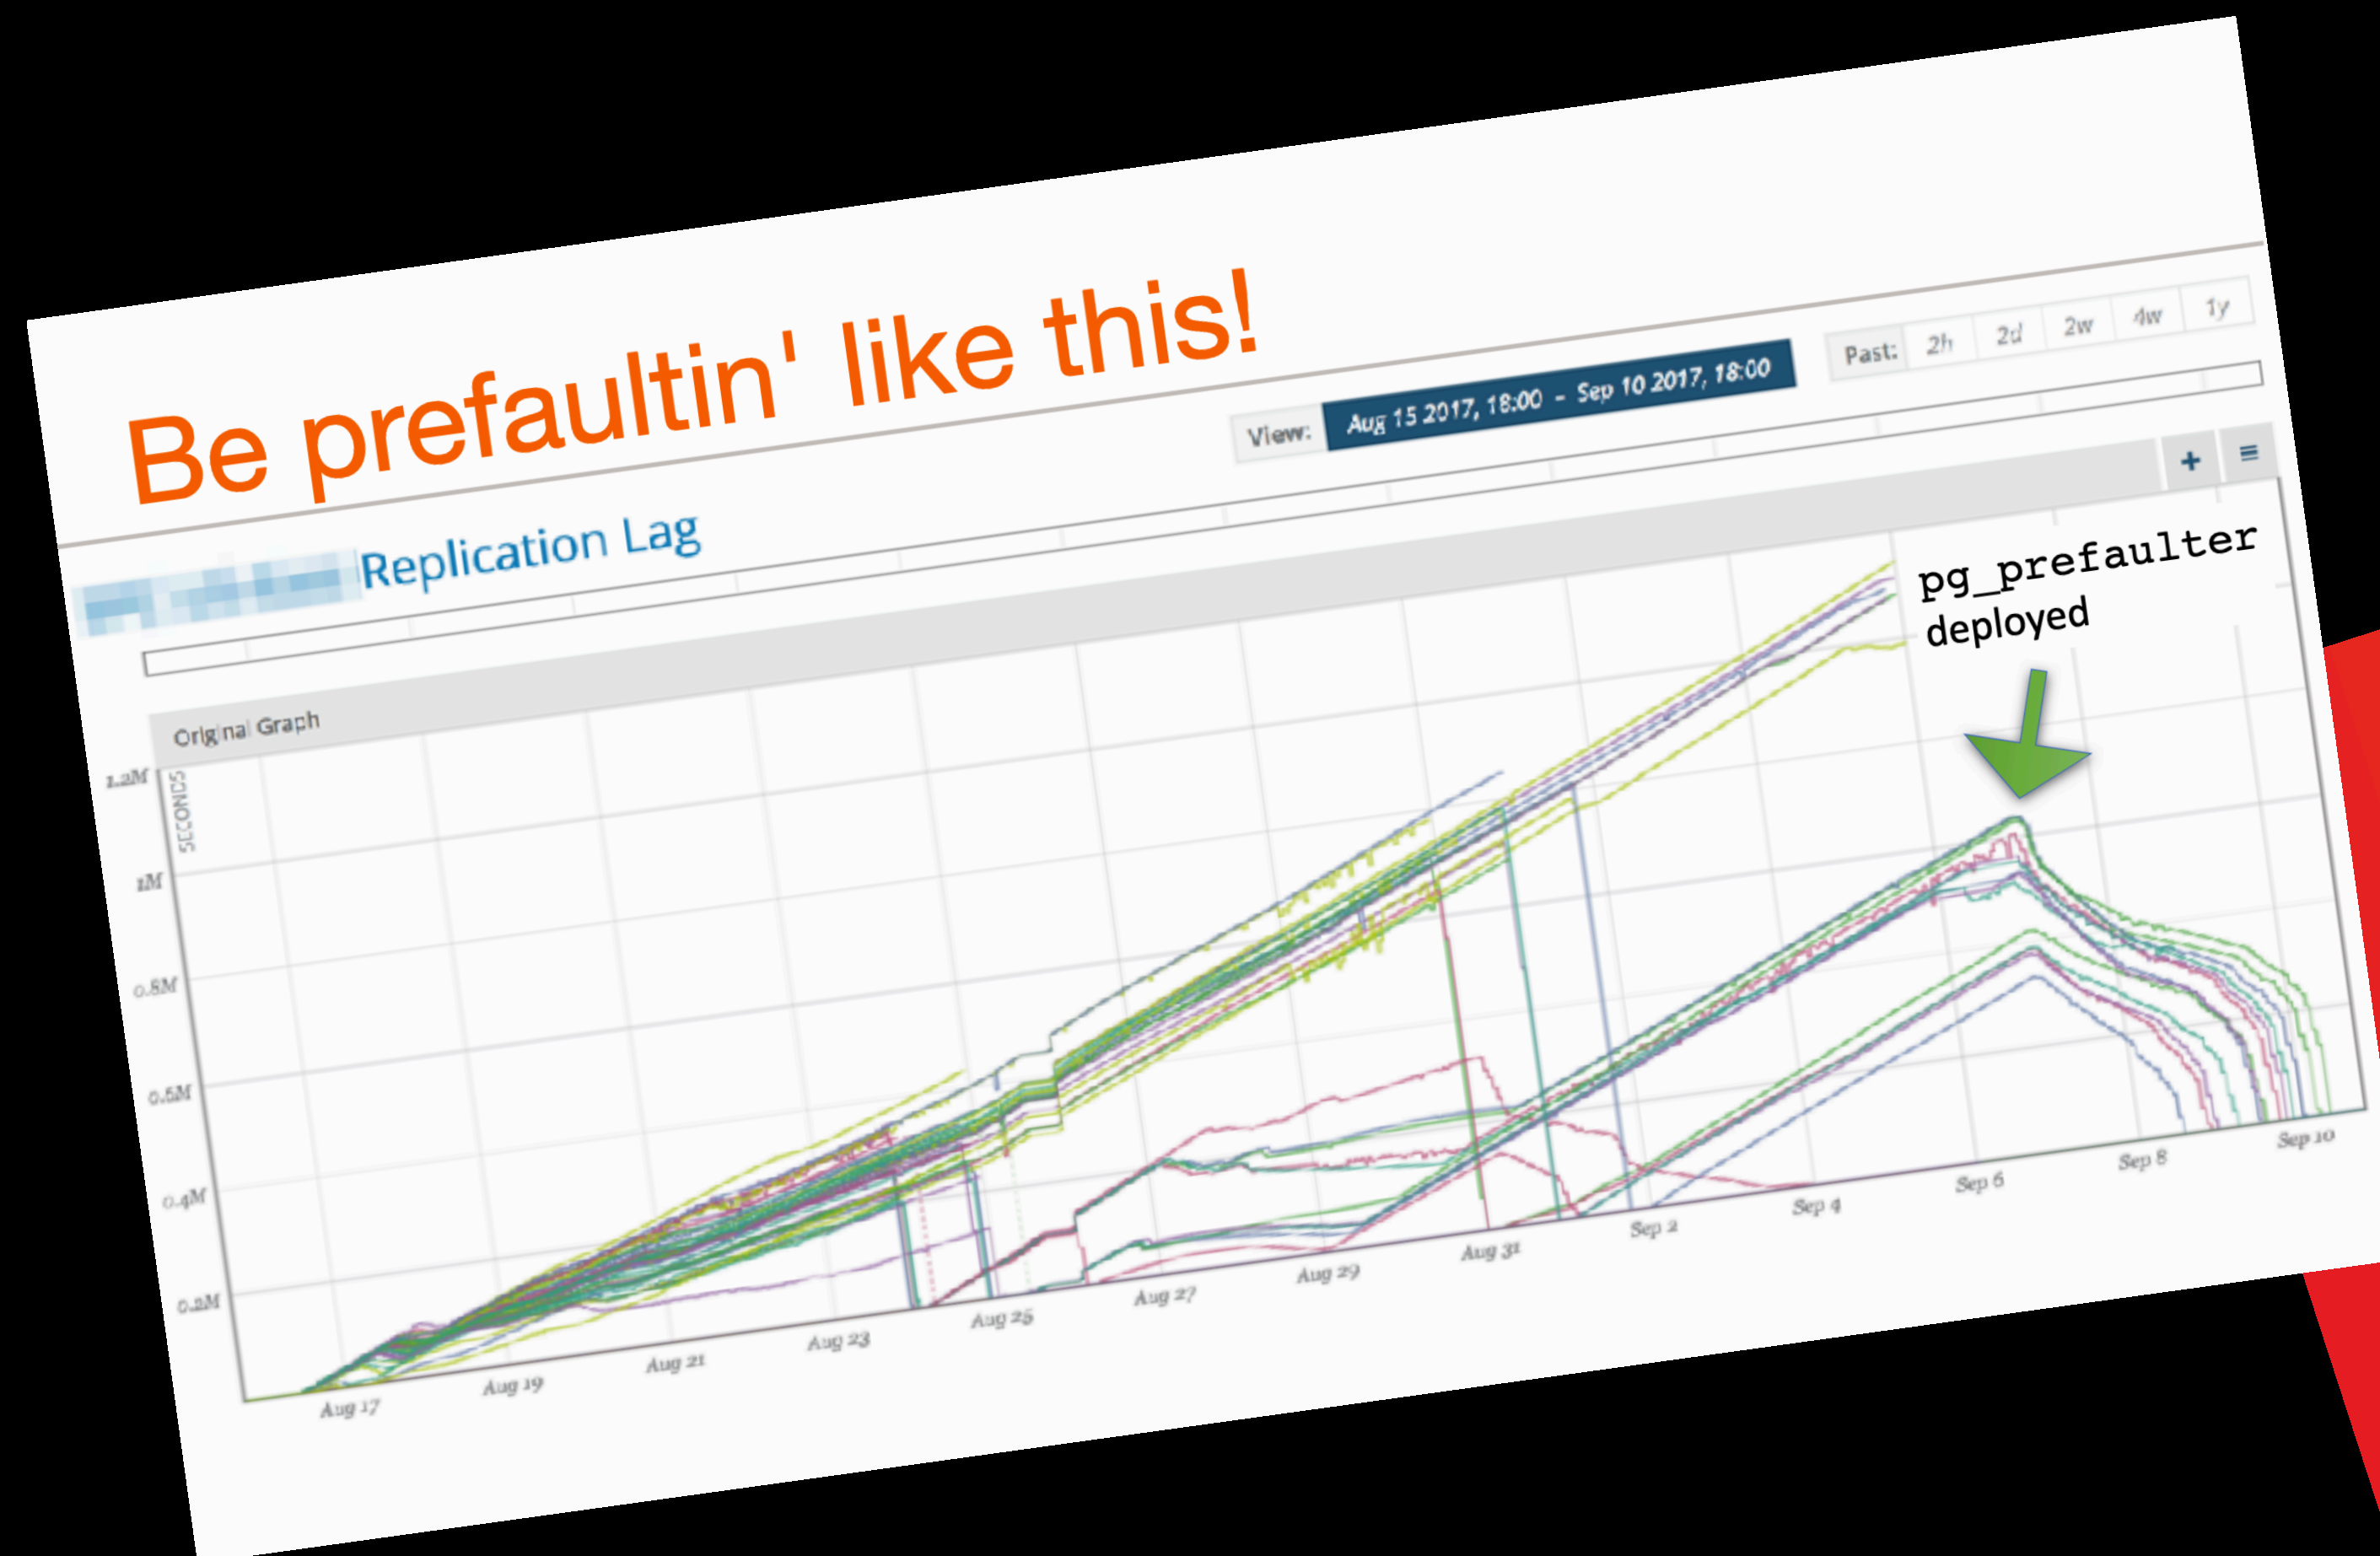 Be prefaultin' like this!
View: Aug 15 2017, 18:00 – Sep 10 2017, 18:00
Past: 2h 2d 2w 4w 1y
Replication Lag
+ ≡
Original Graph
pg_prefaulter
deployed
SECONDS
1.2M
1M
0.8M
0.5M
0.4M
0.2M
Aug 17 Aug 19 Aug 21 Aug 23 Aug 25 Aug 27 Aug 29 Aug 31 Sep 2 Sep 4 Sep 6 Sep 8 Sep 10